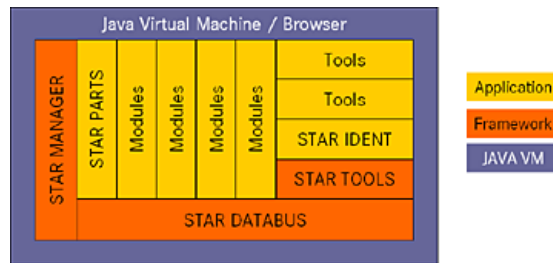 Java Virtual Machine / Browser
STAR MANAGER
STAR PARTS
Modules
Modules
Modules
Modules
Tools
Tools
STAR IDENT
STAR TOOLS
STAR DATABUS
Application
Framework
JAVA VM